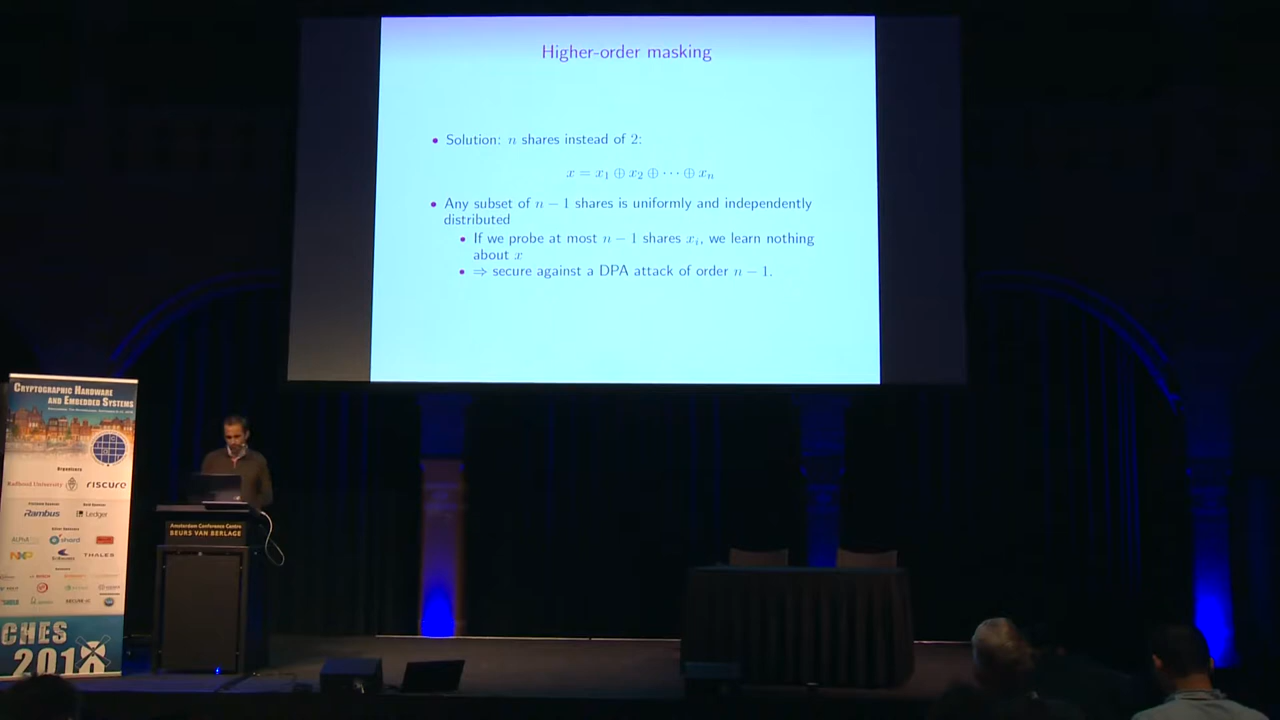 Higher-order masking
• Solution: n shares instead of 2:
x = x₁ ⊕ x₂ ⊕ ··· ⊕ xₙ
• Any subset of n − 1 shares is uniformly and independently
distributed
• If we probe at most n − 1 shares xᵢ, we learn nothing
about x
• ⇒ secure against a DPA attack of order n − 1.
CRYPTOGRAPHIC HARDWARE
AND EMBEDDED SYSTEMS
Organizers
Radboud University
riscure
Rambus
Ledger
shard
NXP
THALES
CHES
2018
Amsterdam Conference Centre
BEURS VAN BERLAGE